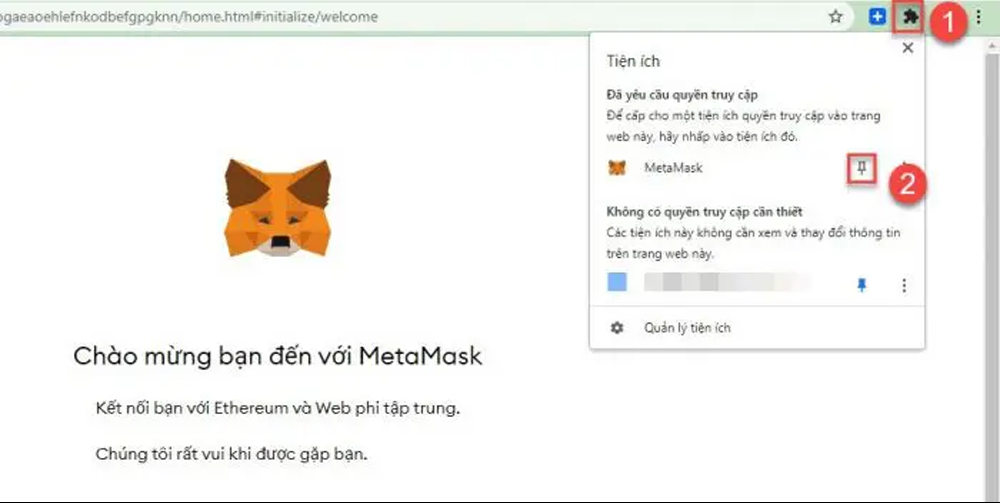 ogaeaoehlefnkodbefgpgknn/home.html#initialize/welcome
1
Tiện ích
Đã yêu cầu quyền truy cập
Để cấp cho một tiện ích quyền truy cập vào trang
web này, hãy nhấp vào tiện ích đó.
MetaMask
2
Không có quyền truy cập cần thiết
Các tiện ích này không cần xem và thay đổi thông tin
trên trang web này.
Quản lý tiện ích
Chào mừng bạn đến với MetaMask
Kết nối bạn với Ethereum và Web phi tập trung.
Chúng tôi rất vui khi được gặp bạn.